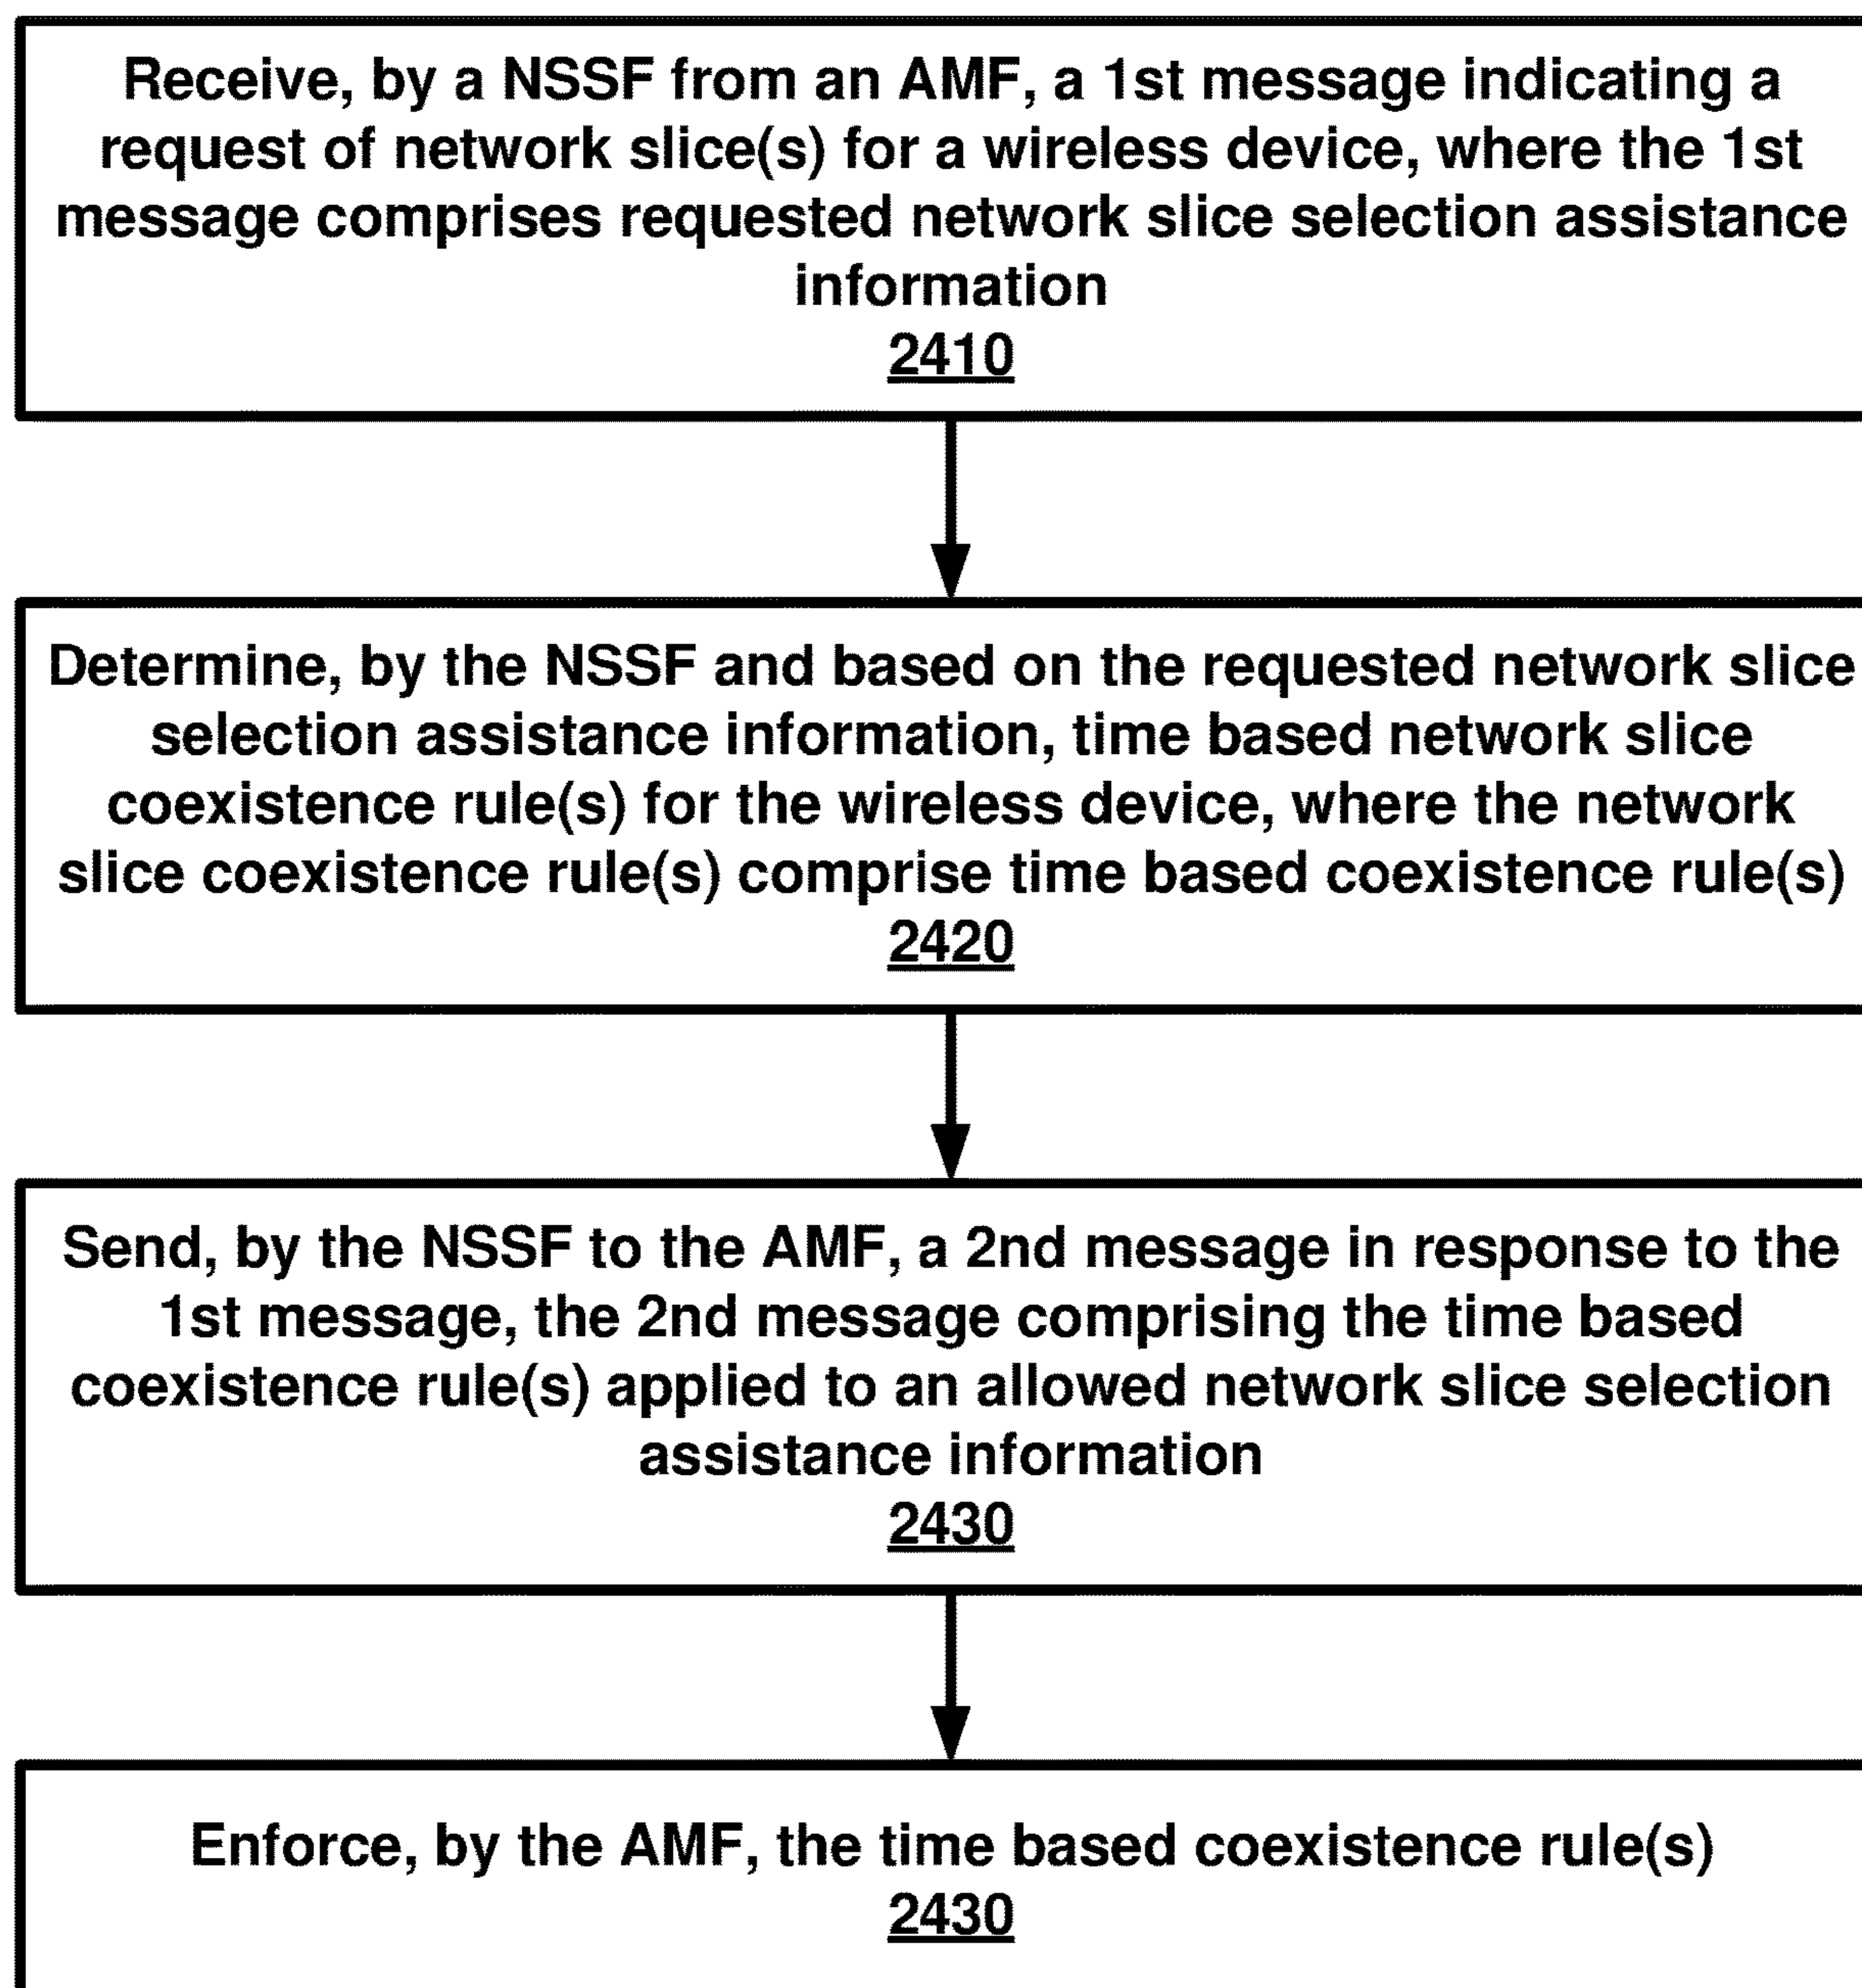 Receive, by a NSSF from an AMF, a 1st message indicating a
request of network slice(s) for a wireless device, where the 1st
message comprises requested network slice selection assistance
information
2410
Determine, by the NSSF and based on the requested network slice
selection assistance information, time based network slice
coexistence rule(s) for the wireless device, where the network
slice coexistence rule(s) comprise time based coexistence rule(s)
2420
Send, by the NSSF to the AMF, a 2nd message in response to the
1st message, the 2nd message comprising the time based
coexistence rule(s) applied to an allowed network slice selection
assistance information
2430
Enforce, by the AMF, the time based coexistence rule(s)
2430